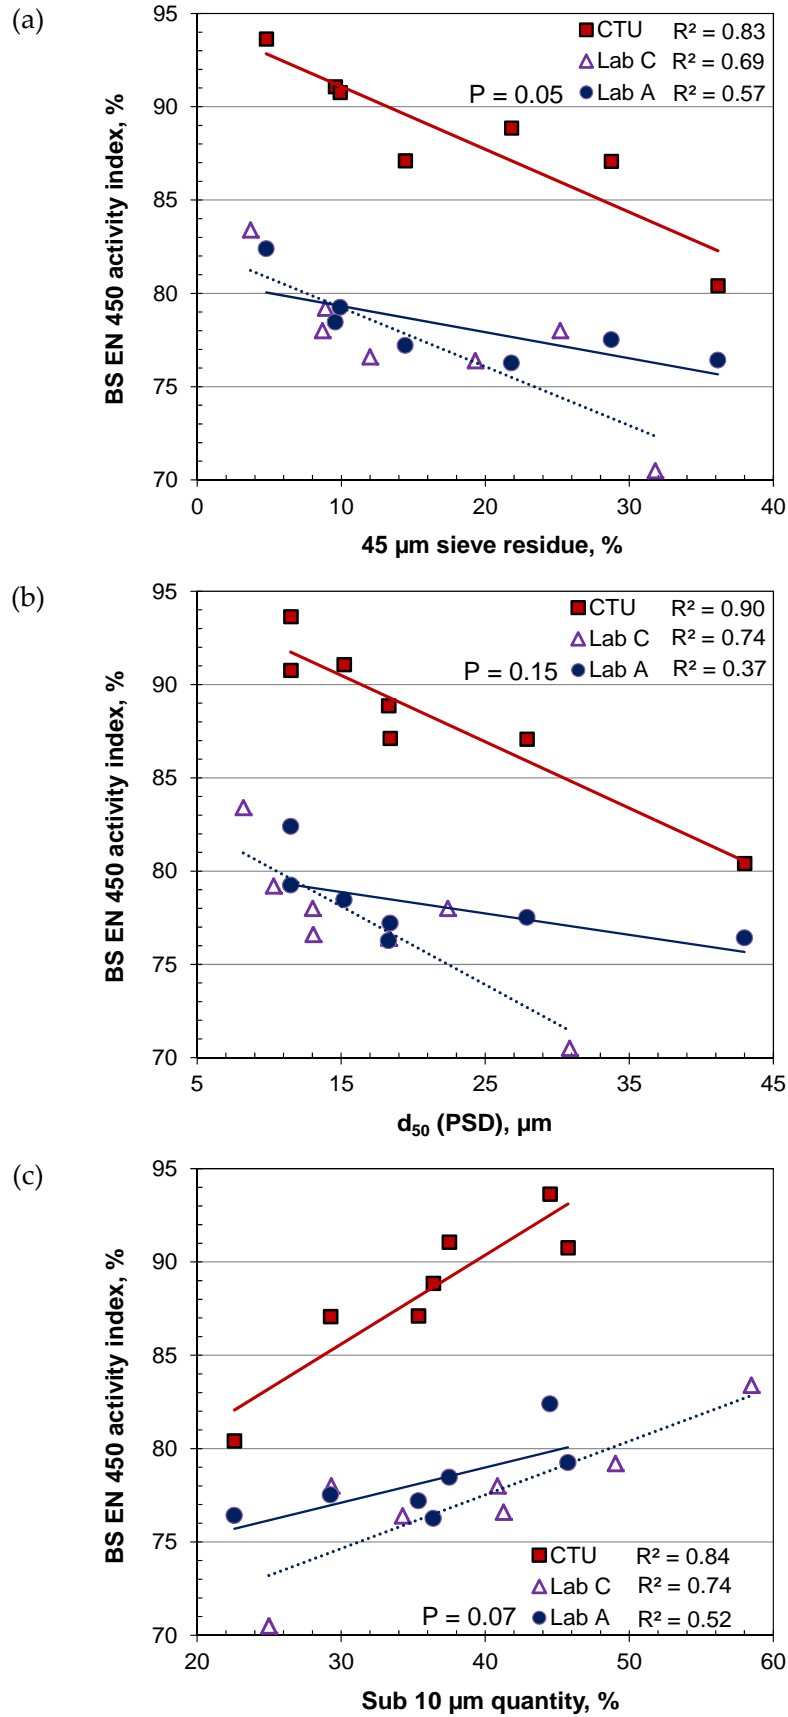 (a)
95
90
85
80
75
70
BS EN 450 activity index, %
CTU R² = 0.83
Lab C R² = 0.69
P = 0.05 Lab A R² = 0.57
0 10 20 30 40
45 µm sieve residue, %
(b)
95
90
85
80
75
70
BS EN 450 activity index, %
CTU R² = 0.90
Lab C R² = 0.74
P = 0.15 Lab A R² = 0.37
5 15 25 35 45
d₅₀ (PSD), µm
(c)
95
90
85
80
75
70
BS EN 450 activity index, %
CTU R² = 0.84
Lab C R² = 0.74
P = 0.07 Lab A R² = 0.52
20 30 40 50 60
Sub 10 µm quantity, %